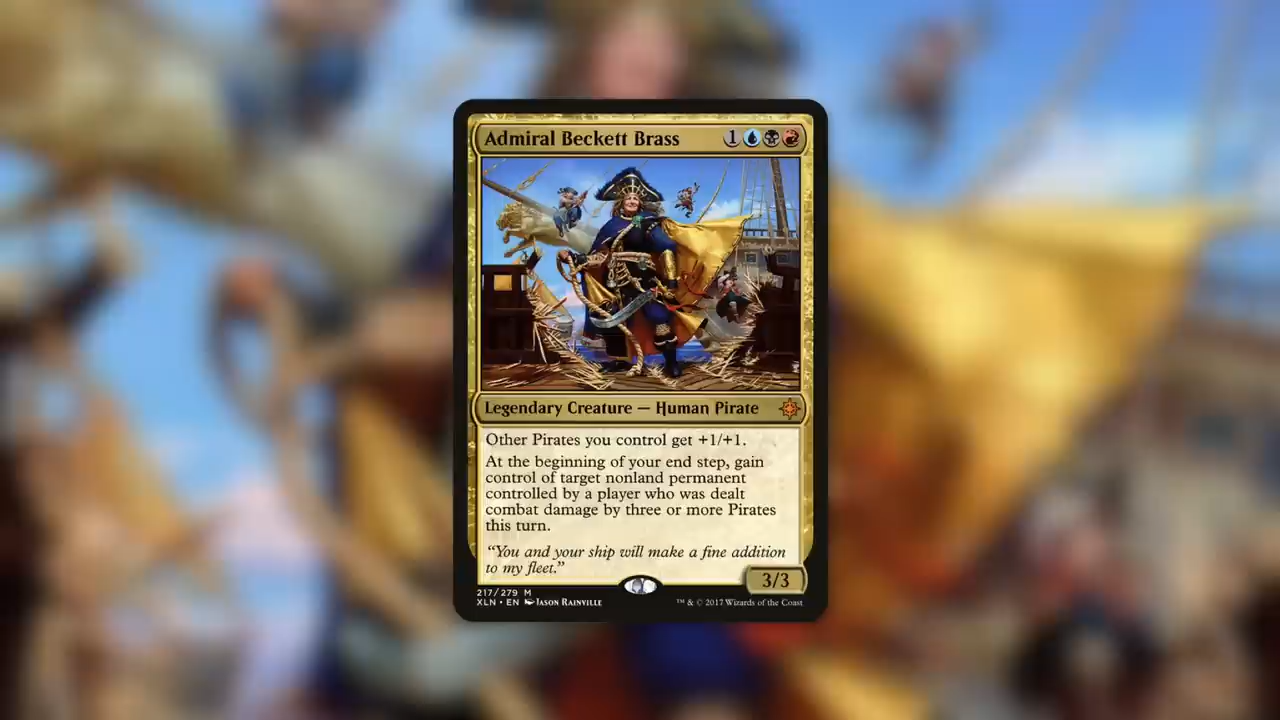 Admiral Beckett Brass 1
Legendary Creature — Human Pirate
Other Pirates you control get +1/+1.
At the beginning of your end step, gain
control of target nonland permanent
controlled by a player who was dealt
combat damage by three or more Pirates
this turn.
“You and your ship will make a fine addition
to my fleet.”
3/3
217/279 M
XLN • EN Jason Rainville ™ & © 2017 Wizards of the Coast